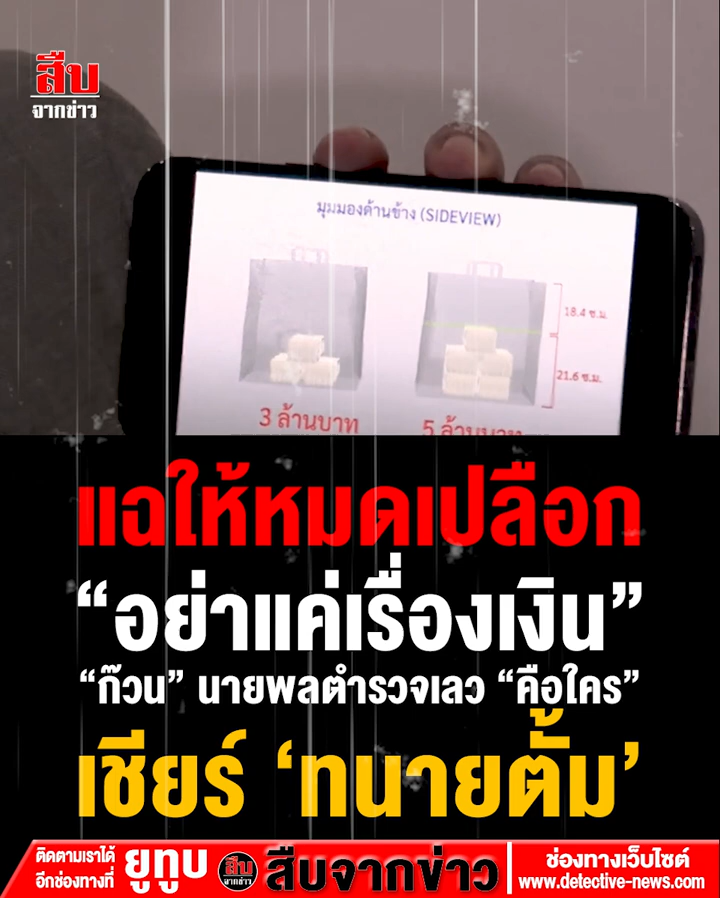 สืบ
จากข่าว
มุมมองด้านข้าง (SIDEVIEW)
18.4 ซ.ม.
21.6 ซ.ม.
3 ล้านบาท
5 ล้านบาท
แฉให้หมดเปลือก
“อย่าแค่เรื่องเงิน”
“ก๊วน” นายพลตำรวจเลว “คือใคร”
เชียร์ ‘ทนายตั้ม’
ติดตามเราได้
อีกช่องทางที่
ยูทูบ
สืบ
จากข่าว
สืบจากข่าว
ช่องทางเว็บไซต์
www.detective-news.com